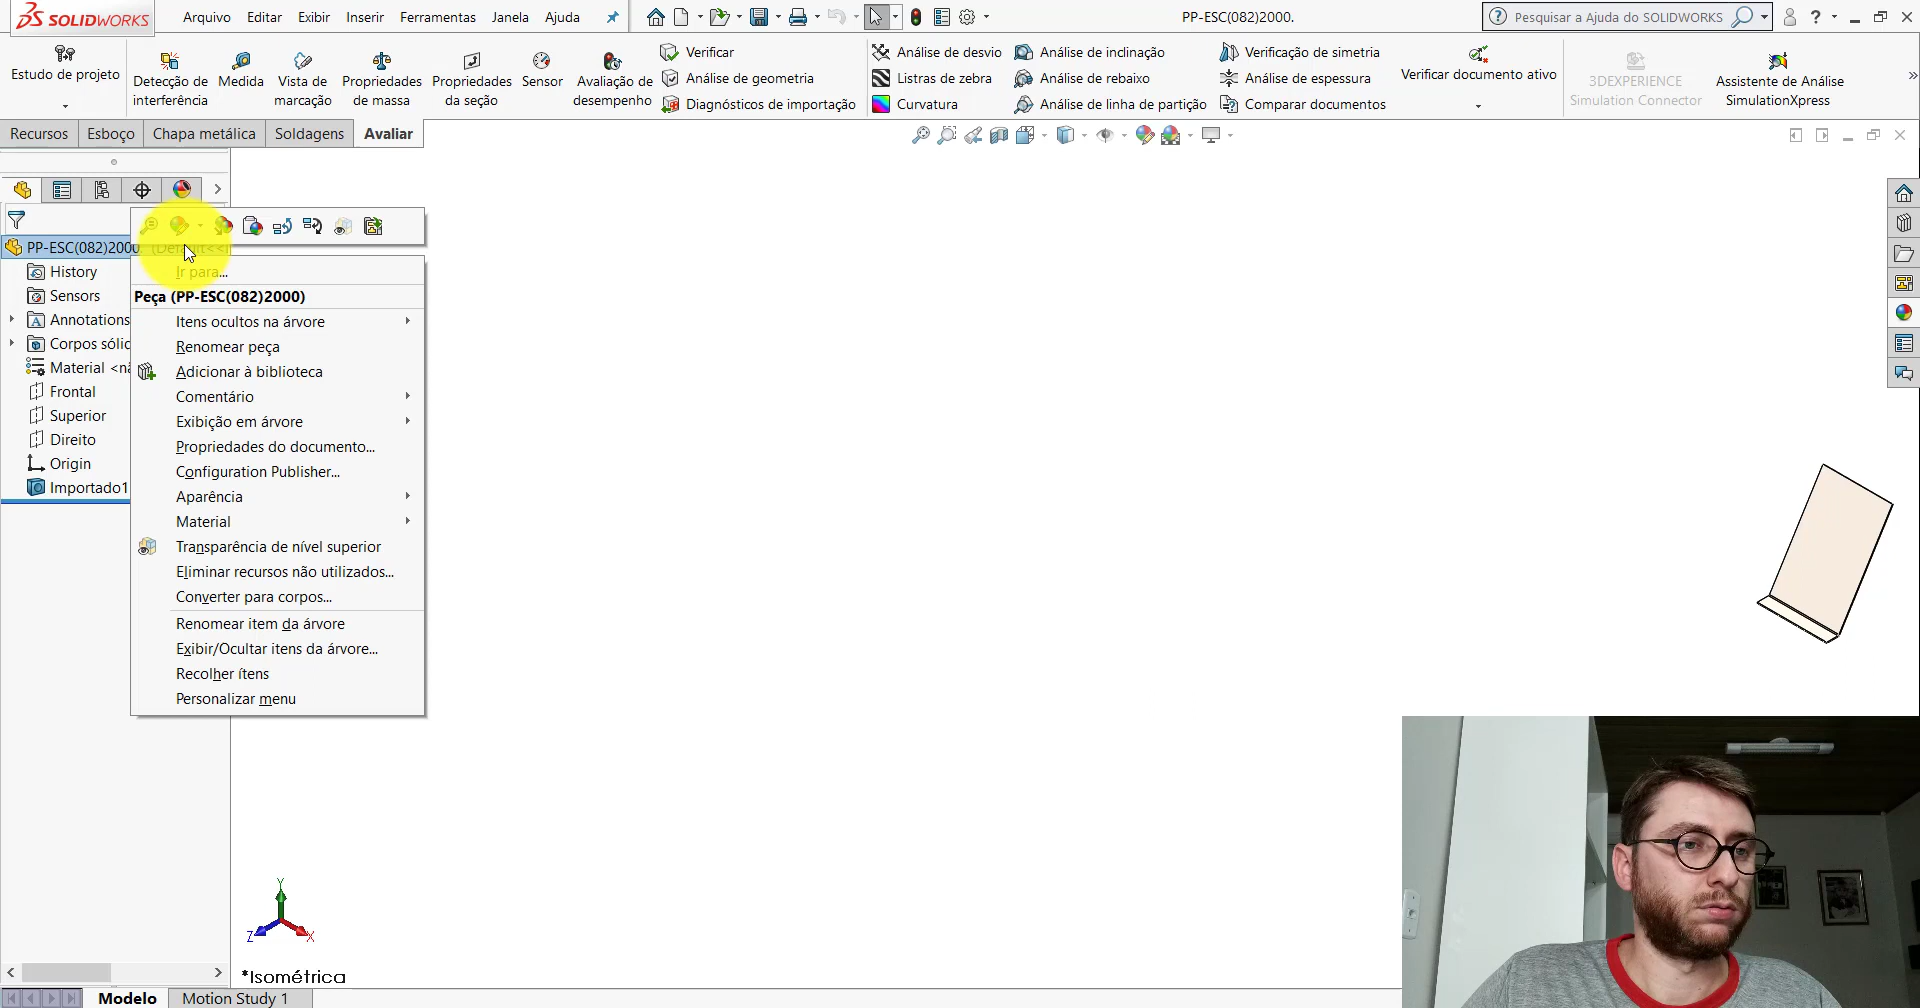 SOLIDWORKS
Arquivo Editar Exibir Inserir Ferramentas Janela Ajuda
PP-ESC(082)2000.
Pesquisar a Ajuda do SOLIDWORKS
Estudo de projeto
Detecção de interferência
Medida
Vista de marcação
Propriedades de massa
Propriedades da seção
Sensor
Avaliação de desempenho
Verificar
Análise de geometria
Diagnósticos de importação
Análise de desvio
Listras de zebra
Curvatura
Análise de inclinação
Análise de rebaixo
Análise de linha de partição
Verificação de simetria
Análise de espessura
Comparar documentos
Verificar documento ativo
3DEXPERIENCE
Simulation Connector
Assistente de Análise
SimulationXpress
Recursos Esboço Chapa metálica Soldagens Avaliar
PP-ESC(082)2000. (Default<<
History
Sensors
Annotations
Corpos sólic
Material <nã
Frontal
Superior
Direito
Origin
Importado1
Ir para...
Peça (PP-ESC(082)2000)
Itens ocultos na árvore
Renomear peça
Adicionar à biblioteca
Comentário
Exibição em árvore
Propriedades do documento...
Configuration Publisher...
Aparência
Material
Transparência de nível superior
Eliminar recursos não utilizados...
Converter para corpos...
Renomear item da árvore
Exibir/Ocultar itens da árvore...
Recolher ítens
Personalizar menu
Y
Z
X
*Isométrica
Modelo Motion Study 1